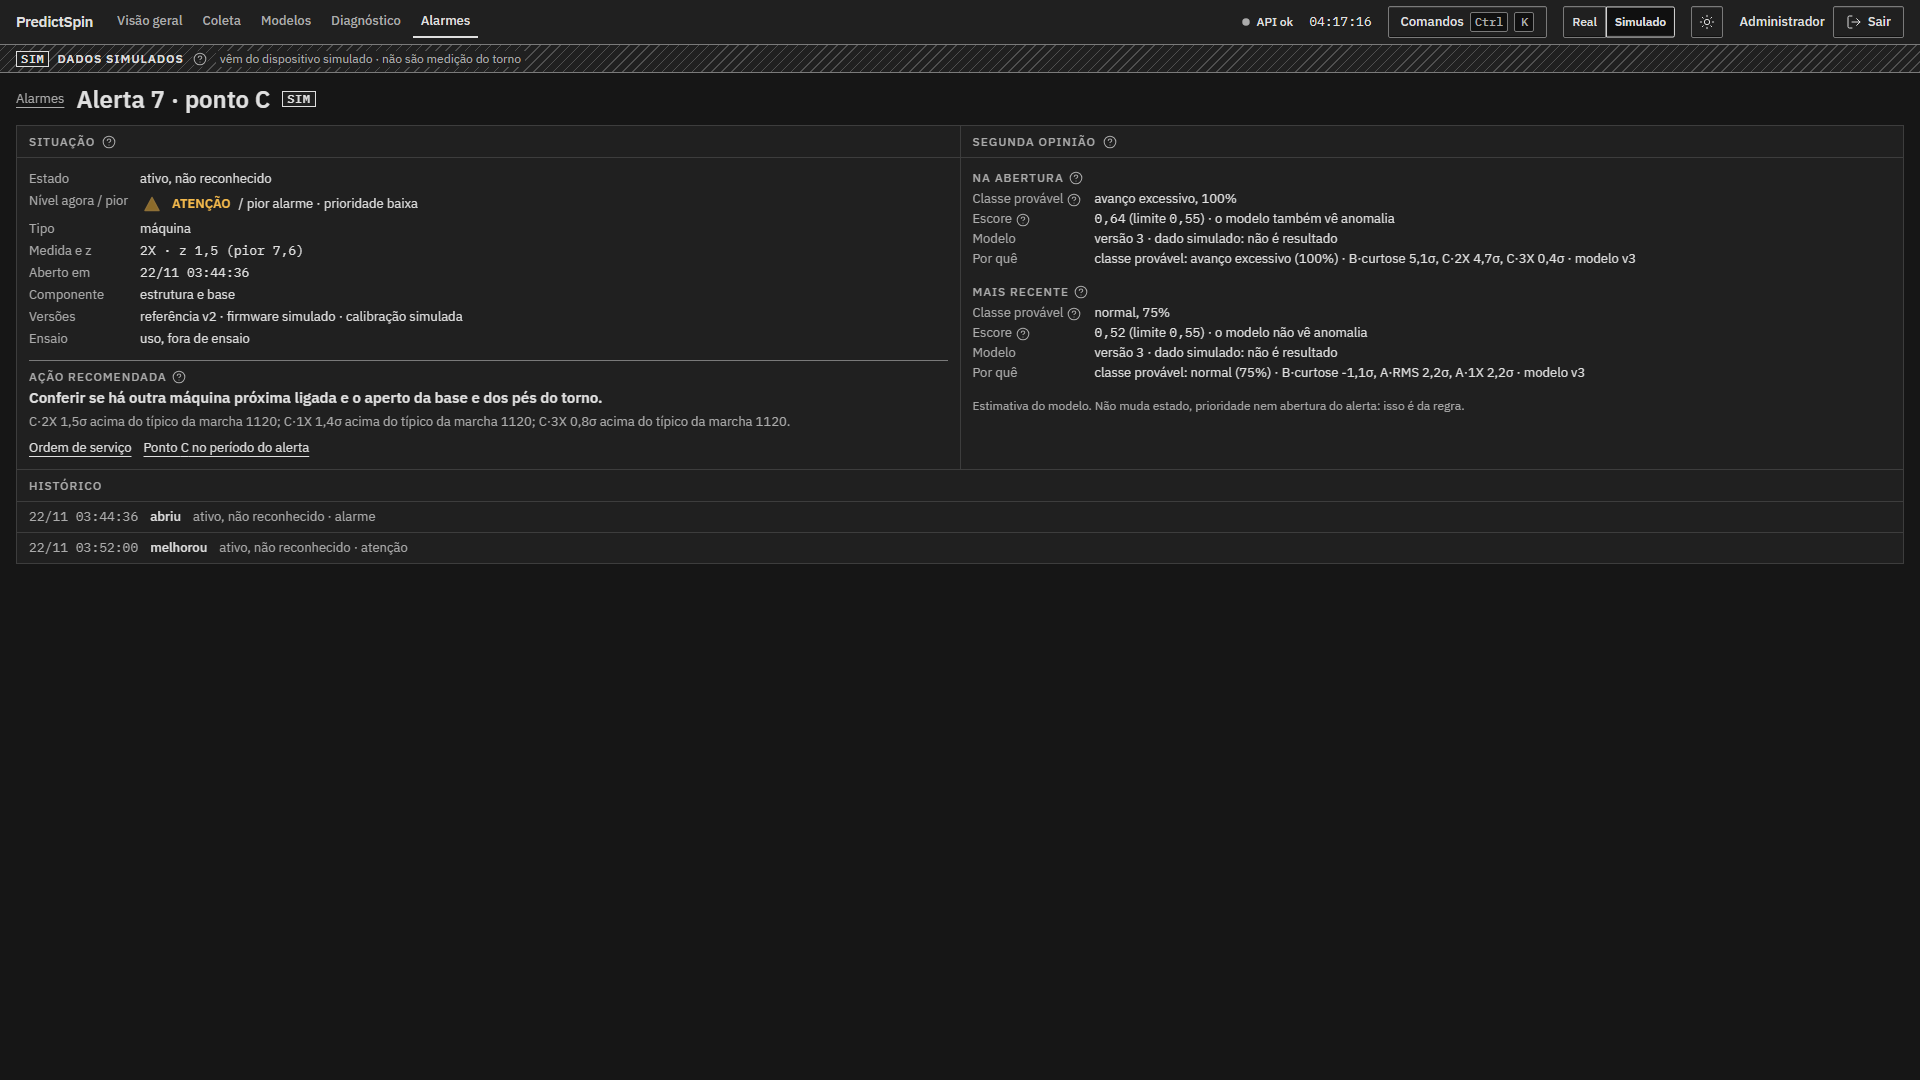 PredictSpin Visão geral Coleta Modelos Diagnóstico Alarmes API ok 04:17:16 Comandos Ctrl K Real Simulado Administrador Sair
SIM DADOS SIMULADOS vêm do dispositivo simulado · não são medição do torno
Alarmes Alerta 7 · ponto C SIM
SITUAÇÃO
Estado ativo, não reconhecido
Nível agora / pior ATENÇÃO / pior alarme · prioridade baixa
Tipo máquina
Medida e z 2X · z 1,5 (pior 7,6)
Aberto em 22/11 03:44:36
Componente estrutura e base
Versões referência v2 · firmware simulado · calibração simulada
Ensaio uso, fora de ensaio
AÇÃO RECOMENDADA
Conferir se há outra máquina próxima ligada e o aperto da base e dos pés do torno.
C·2X 1,5σ acima do típico da marcha 1120; C·1X 1,4σ acima do típico da marcha 1120; C·3X 0,8σ acima do típico da marcha 1120.
Ordem de serviço Ponto C no período do alerta
SEGUNDA OPINIÃO
NA ABERTURA
Classe provável avanço excessivo, 100%
Escore 0,64 (limite 0,55) · o modelo também vê anomalia
Modelo versão 3 · dado simulado: não é resultado
Por quê classe provável: avanço excessivo (100%) · B·curtose 5,1σ, C·2X 4,7σ, C·3X 0,4σ · modelo v3
MAIS RECENTE
Classe provável normal, 75%
Escore 0,52 (limite 0,55) · o modelo não vê anomalia
Modelo versão 3 · dado simulado: não é resultado
Por quê classe provável: normal (75%) · B·curtose -1,1σ, A·RMS 2,2σ, A·1X 2,2σ · modelo v3
Estimativa do modelo. Não muda estado, prioridade nem abertura do alerta: isso é da regra.
HISTÓRICO
22/11 03:44:36 abriu ativo, não reconhecido · alarme
22/11 03:52:00 melhorou ativo, não reconhecido · atenção